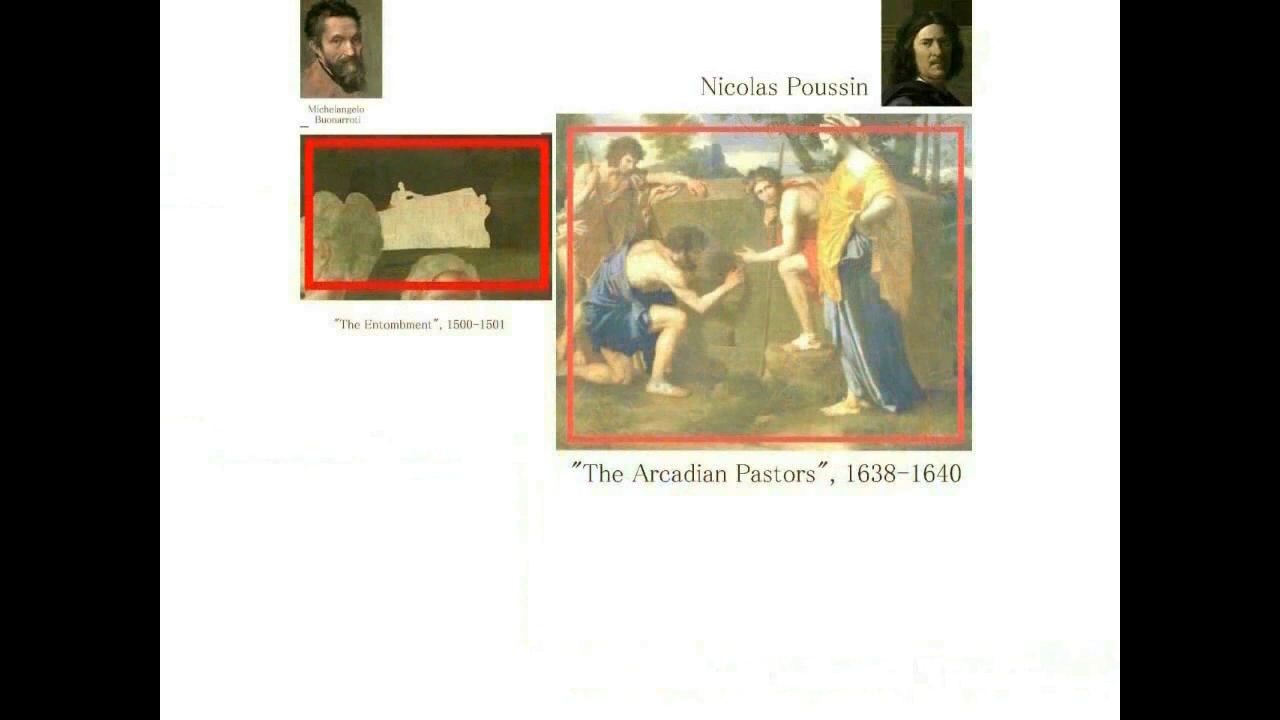 Michelangelo
Buonarroti
"The Entombment", 1500-1501
Nicolas Poussin
"The Arcadian Pastors", 1638-1640